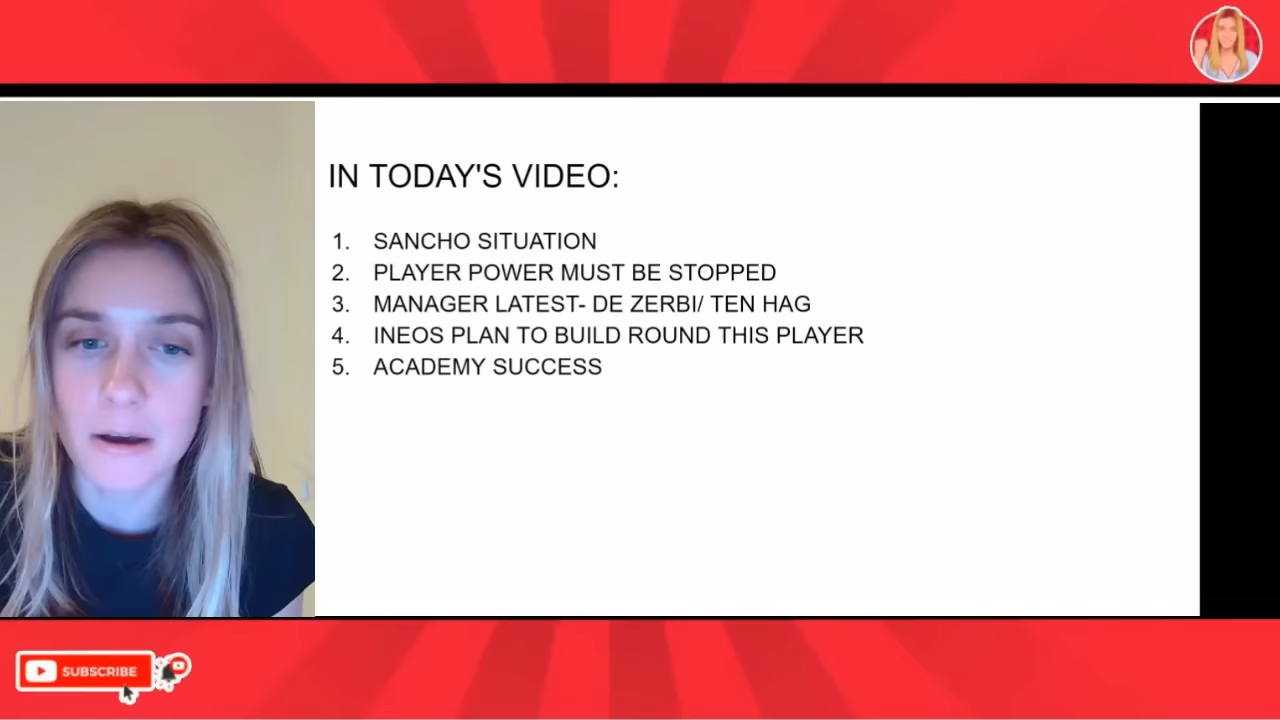 IN TODAY'S VIDEO:
1. SANCHO SITUATION
2. PLAYER POWER MUST BE STOPPED
3. MANAGER LATEST- DE ZERBI/ TEN HAG
4. INEOS PLAN TO BUILD ROUND THIS PLAYER
5. ACADEMY SUCCESS
SUBSCRIBE